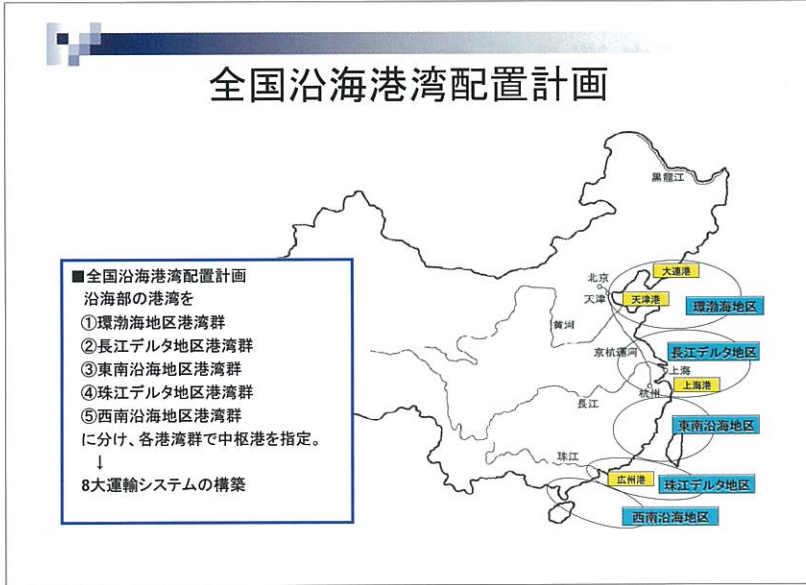 全国沿海港湾配置計画
■全国沿海港湾配置計画
沿海部の港湾を
①環渤海地区港湾群
②長江デルタ地区港湾群
③東南沿海地区港湾群
④珠江デルタ地区港湾群
⑤西南沿海地区港湾群
に分け、各港湾群で中枢港を指定。
↓
8大運輸システムの構築
黒龍江
大連港
北京
天津
天津港
環渤海地区
黄河
京杭運河
長江デルタ地区
上海
上海港
杭州
長江
東南沿海地区
珠江
広州港
珠江デルタ地区
西南沿海地区